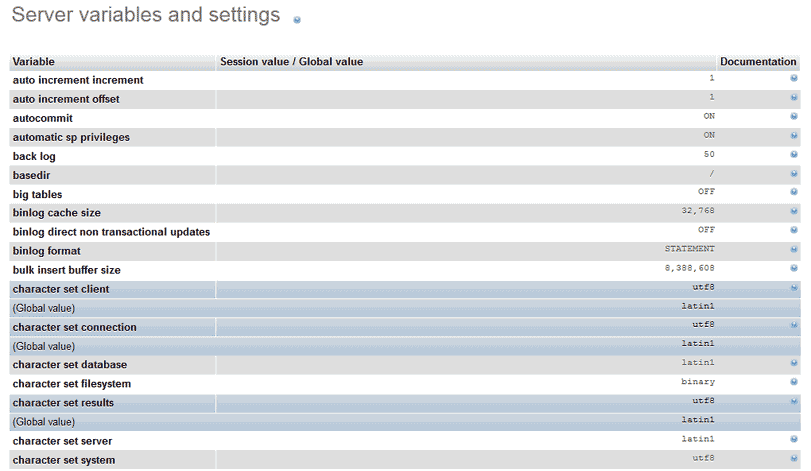 Server variables and settings
Variable Session value / Global value Documentation
auto increment increment 1
auto increment offset 1
autocommit ON
automatic sp privileges ON
back log 50
basedir /
big tables OFF
binlog cache size 32,768
binlog direct non transactional updates OFF
binlog format STATEMENT
bulk insert buffer size 8,388,608
character set client utf8
(Global value) latin1
character set connection utf8
(Global value) latin1
character set database latin1
character set filesystem binary
character set results utf8
(Global value) latin1
character set server latin1
character set system utf8